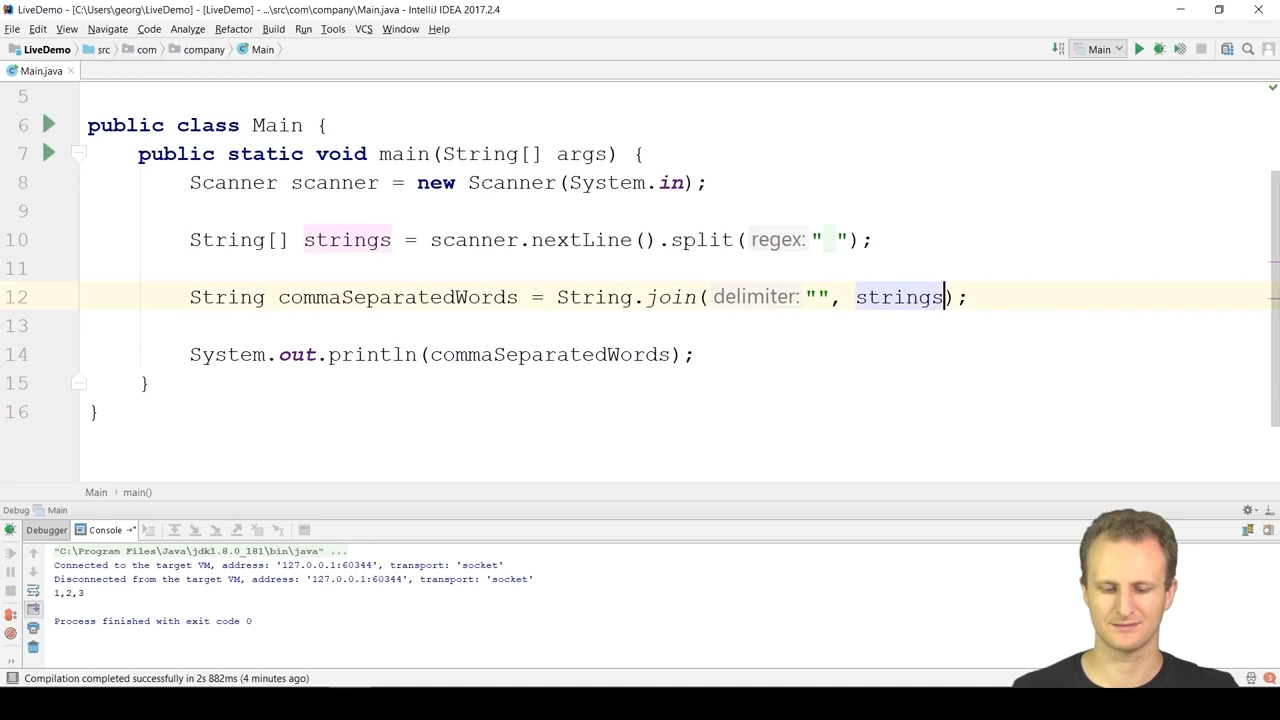 LiveDemo - [C:\Users\georg\LiveDemo] - [LiveDemo] - ...\src\com\company\Main.java - IntelliJ IDEA 2017.2.4
File Edit View Navigate Code Analyze Refactor Build Run Tools VCS Window Help
LiveDemo src com company Main Main
Main.java
5
6 public class Main {
7 public static void main(String[] args) {
8 Scanner scanner = new Scanner(System.in);
9
10 String[] strings = scanner.nextLine().split( regex: " ");
11
12 String commaSeparatedWords = String.join( delimiter: "", strings);
13
14 System.out.println(commaSeparatedWords);
15 }
16 }
Main › main()
Debug Main
Debugger Console
"C:\Program Files\Java\jdk1.8.0_181\bin\java" ...
Connected to the target VM, address: '127.0.0.1:60344', transport: 'socket'
Disconnected from the target VM, address: '127.0.0.1:60344', transport: 'socket'
1,2,3
Process finished with exit code 0
Compilation completed successfully in 2s 882ms (4 minutes ago) 3